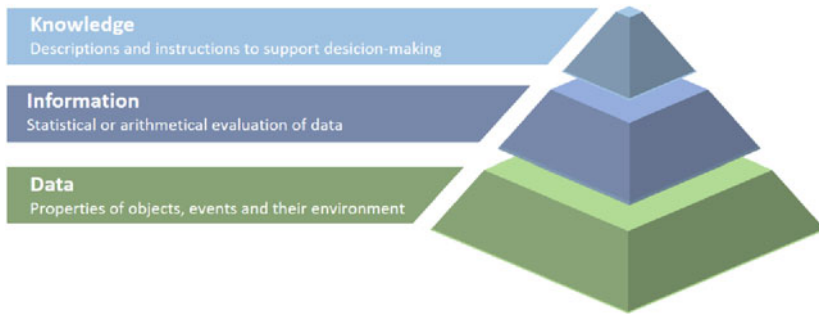 Knowledge
Descriptions and instructions to support desicion-making
Information
Statistical or arithmetical evaluation of data
Data
Properties of objects, events and their environment